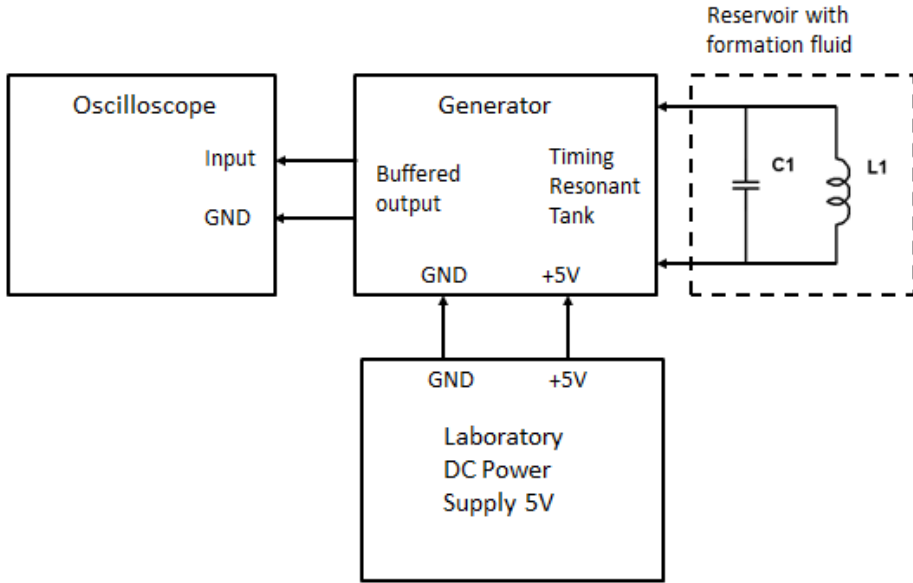 Reservoir with
formation fluid
Oscilloscope
Input
GND
Generator
Buffered
output
Timing
Resonant
Tank
GND +5V
C1
L1
GND +5V
Laboratory
DC Power
Supply 5V